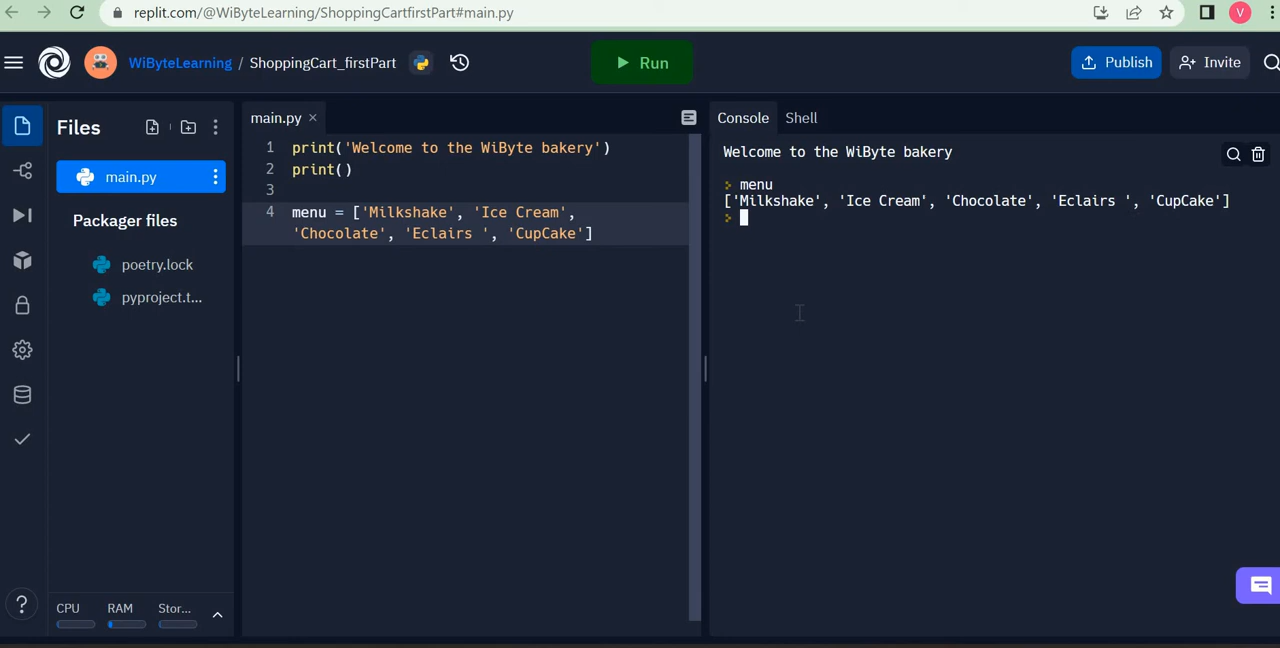 replit.com/@WiByteLearning/ShoppingCartfirstPart#main.py
V
WiByteLearning / ShoppingCart_firstPart
Run
Publish
Invite
Files
main.py
Packager files
poetry.lock
pyproject.t...
CPU RAM Stor...
?
main.py ×
1 print('Welcome to the WiByte bakery')
2 print()
3
4 menu = ['Milkshake', 'Ice Cream',
'Chocolate', 'Eclairs ', 'CupCake']
Console Shell
Welcome to the WiByte bakery
menu
['Milkshake', 'Ice Cream', 'Chocolate', 'Eclairs ', 'CupCake']